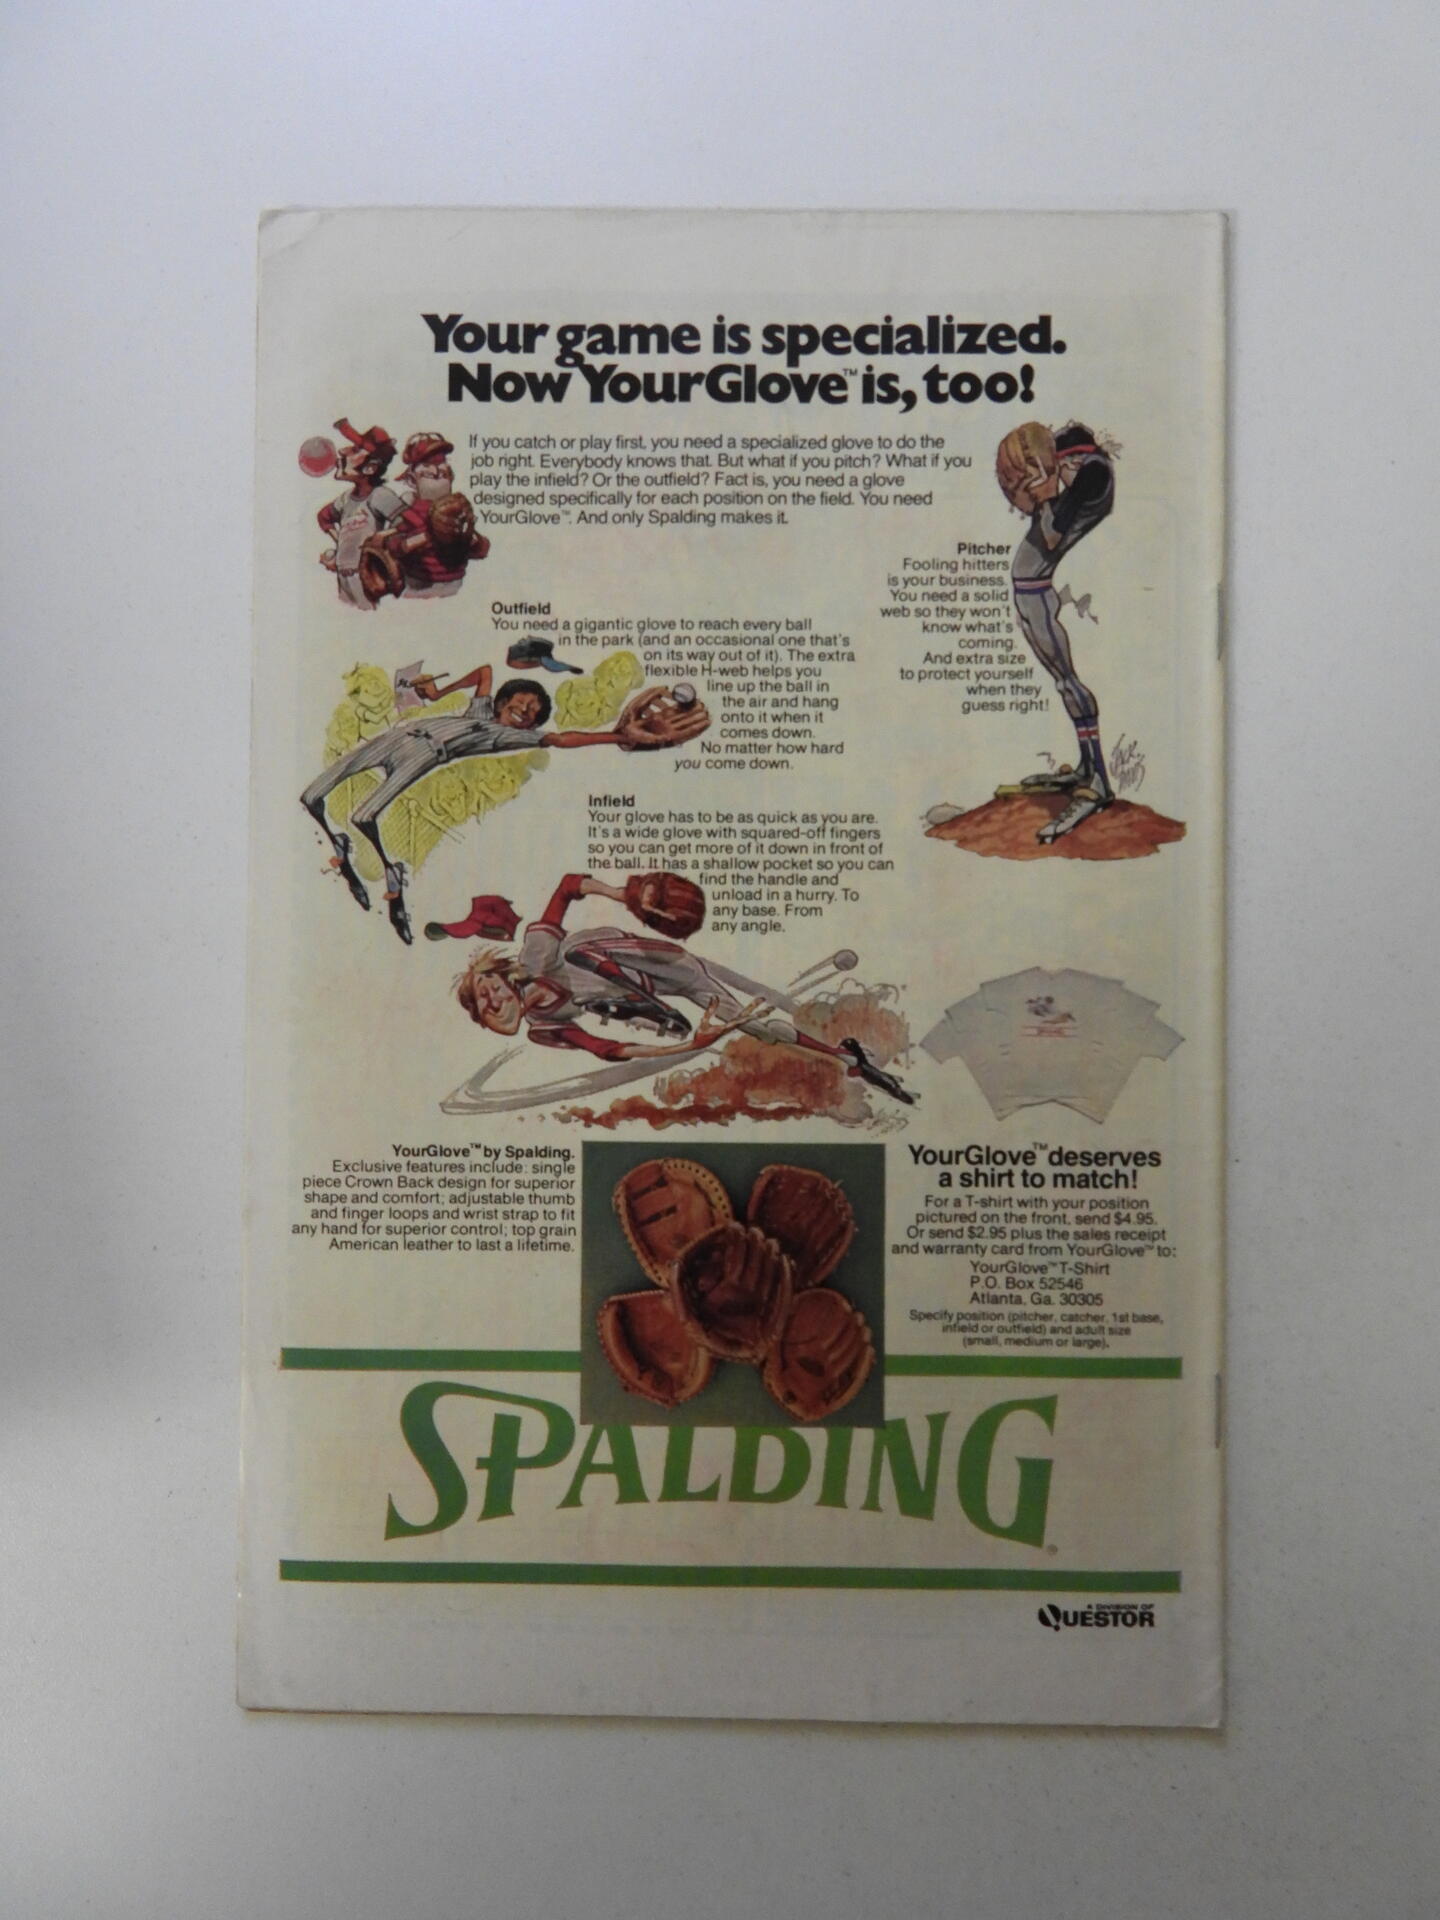 Your game is specialized.
Now YourGlove™ is, too!
If you catch or play first, you need a specialized glove to do the
job right. Everybody knows that. But what if you pitch? What if you
play the infield? Or the outfield? Fact is, you need a glove
designed specifically for each position on the field. You need
YourGlove™. And only Spalding makes it.
Pitcher
Fooling hitters
is your business.
You need a solid
web so they won't
know what's
coming.
And extra size
to protect yourself
when they
guess right!
Outfield
You need a gigantic glove to reach every ball
in the park (and an occasional one that's
on its way out of it). The extra
flexible H-web helps you
line up the ball in
the air and hang
onto it when it
comes down.
No matter how hard
you come down.
JACK
DAVIS
Infield
Your glove has to be as quick as you are.
It's a wide glove with squared-off fingers
so you can get more of it down in front of
the ball. It has a shallow pocket so you can
find the handle and
unload in a hurry. To
any base. From
any angle.
YourGlove™ by Spalding.
Exclusive features include: single
piece Crown Back design for superior
shape and comfort; adjustable thumb
and finger loops and wrist strap to fit
any hand for superior control; top grain
American leather to last a lifetime.
YourGlove™ deserves
a shirt to match!
For a T-shirt with your position
pictured on the front, send $4.95.
Or send $2.95 plus the sales receipt
and warranty card from YourGlove™ to:
YourGlove™ T-Shirt
P.O. Box 52546
Atlanta, Ga. 30305
Specify position (pitcher, catcher, 1st base,
infield or outfield) and adult size
(small, medium or large).
SPALDING®
A DIVISION OF
QUESTOR